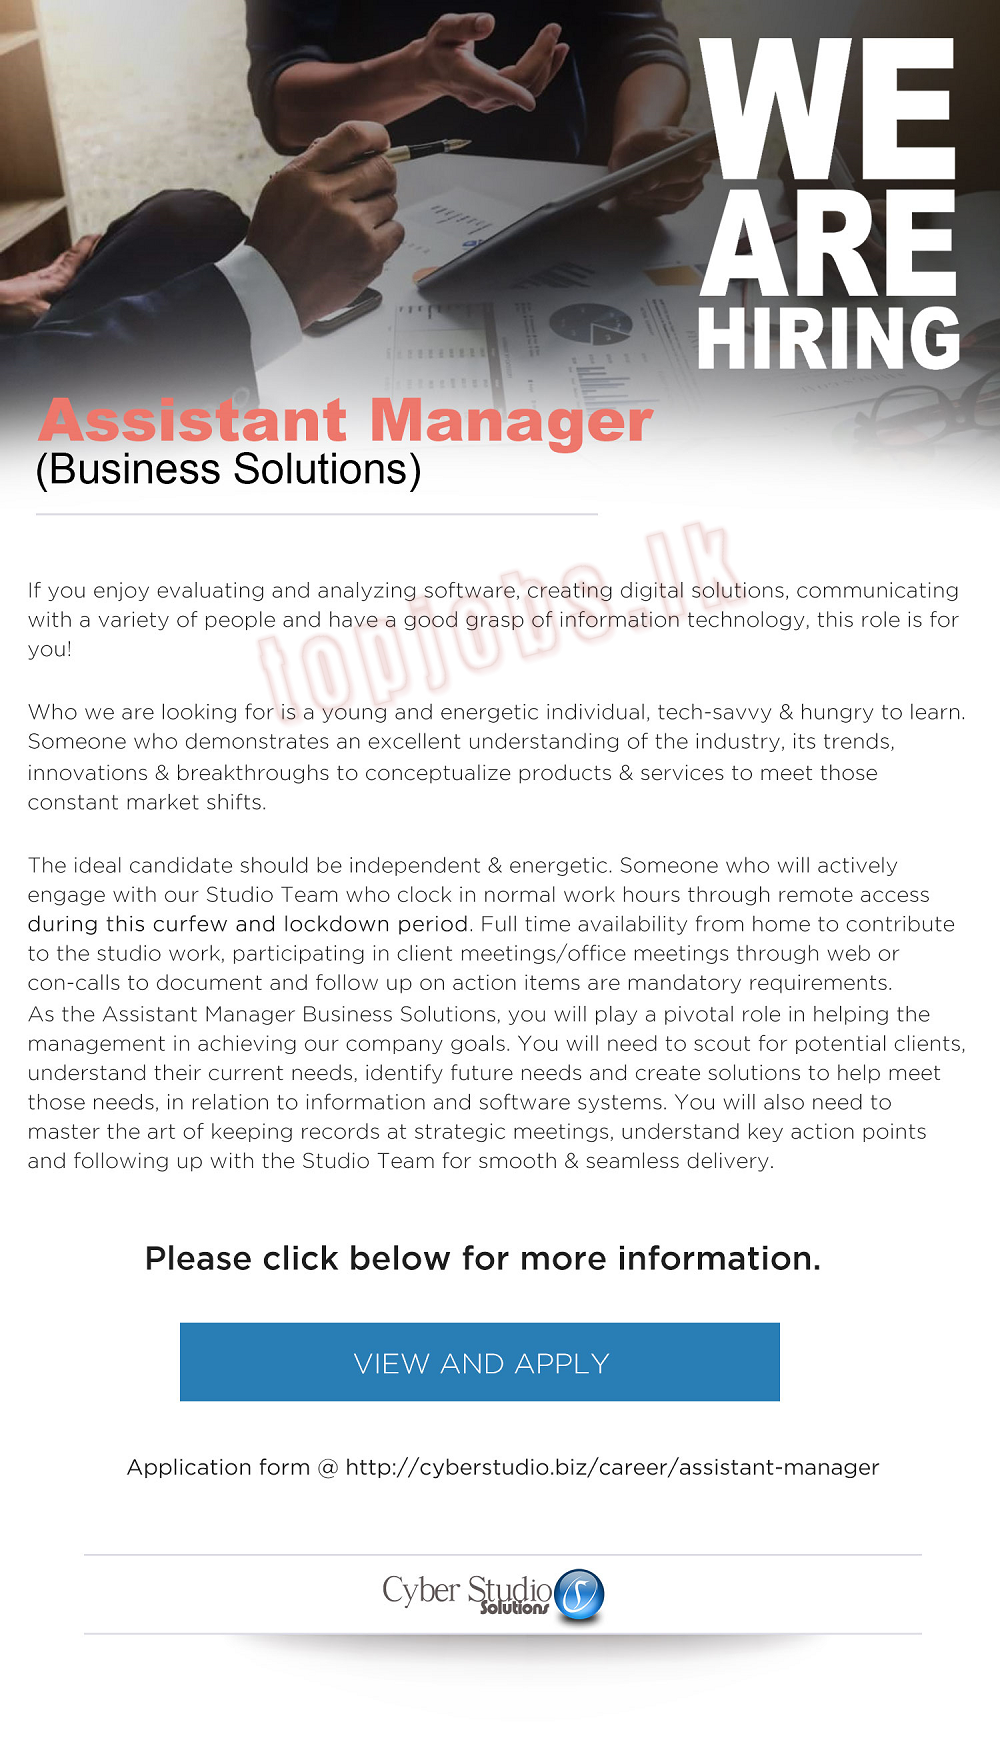 WE
ARE
HIRING
Assistant Manager
(Business Solutions)
topjobs.lk
If you enjoy evaluating and analyzing software, creating digital solutions, communicating
with a variety of people and have a good grasp of information technology, this role is for
you!
Who we are looking for is a young and energetic individual, tech-savvy & hungry to learn.
Someone who demonstrates an excellent understanding of the industry, its trends,
innovations & breakthroughs to conceptualize products & services to meet those
constant market shifts.
The ideal candidate should be independent & energetic. Someone who will actively
engage with our Studio Team who clock in normal work hours through remote access
during this curfew and lockdown period. Full time availability from home to contribute
to the studio work, participating in client meetings/office meetings through web or
con-calls to document and follow up on action items are mandatory requirements.
As the Assistant Manager Business Solutions, you will play a pivotal role in helping the
management in achieving our company goals. You will need to scout for potential clients,
understand their current needs, identify future needs and create solutions to help meet
those needs, in relation to information and software systems. You will also need to
master the art of keeping records at strategic meetings, understand key action points
and following up with the Studio Team for smooth & seamless delivery.
Please click below for more information.
VIEW AND APPLY
Application form @ http://cyberstudio.biz/career/assistant-manager
Cyber Studio
Solutions